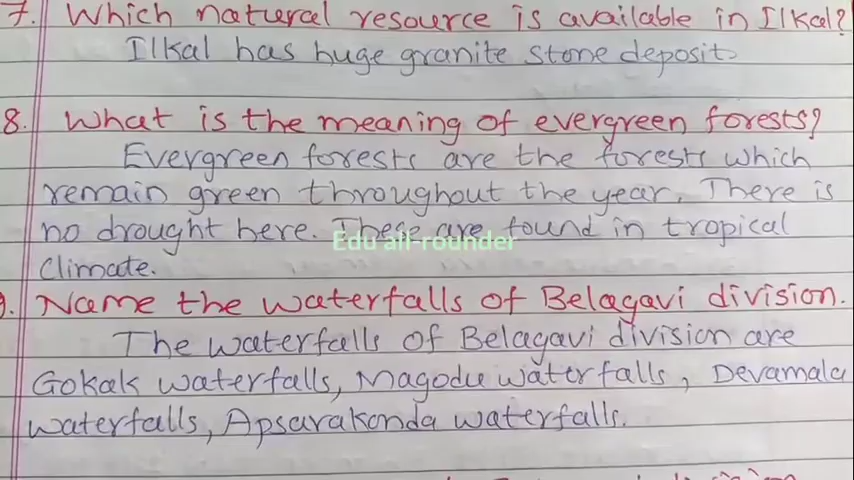 7. Which natural resource is available in Ilkal?
Ilkal has huge granite stone deposit.
8. What is the meaning of evergreen forests?
Evergreen forests are the forests which
remain green throughout the year. There is
no drought here. These are found in tropical
Edu all-rounder
climate.
9. Name the waterfalls of Belagavi division.
The waterfalls of Belagavi division are
Gokak waterfalls, Magodu waterfalls, Devamala
waterfalls, Apsarakonda waterfalls.